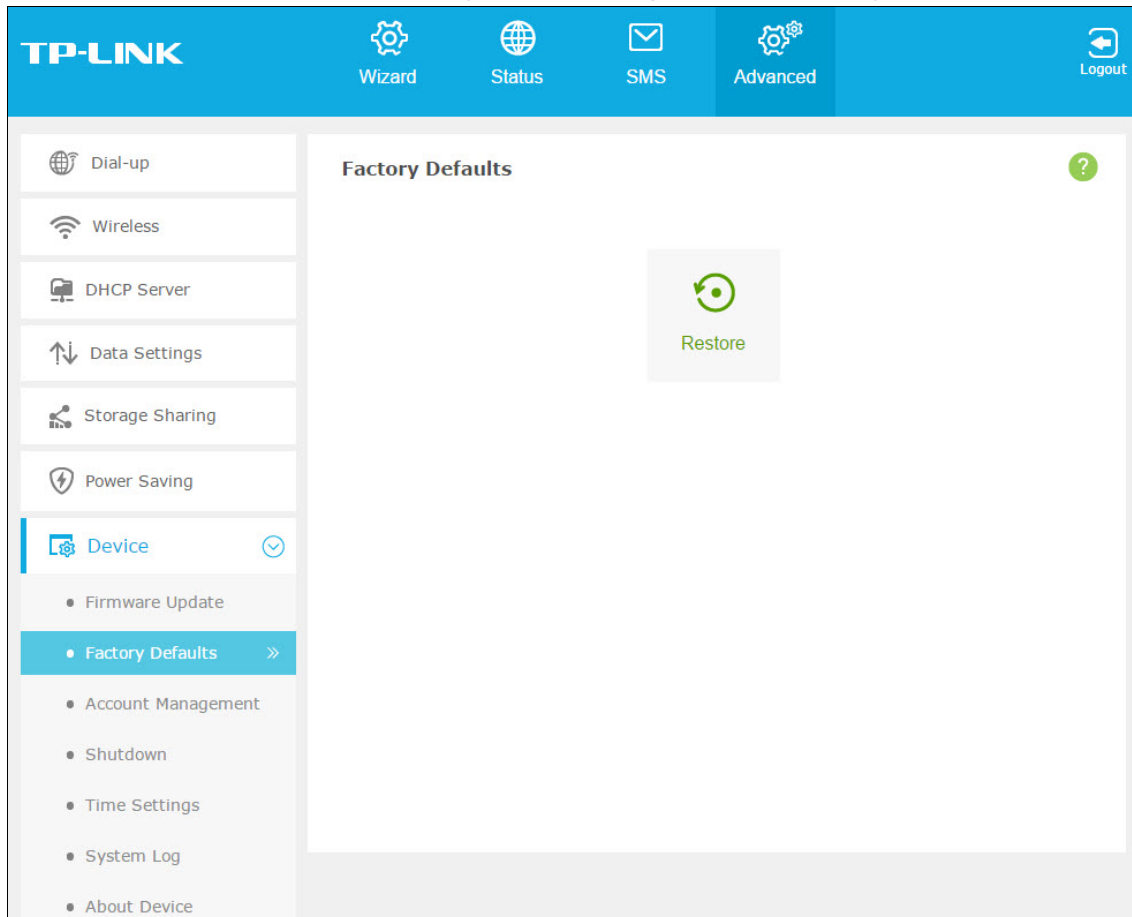 TP-LINK
Wizard
Status
SMS
Advanced
Logout
Dial-up
Wireless
DHCP Server
Data Settings
Storage Sharing
Power Saving
Device
Firmware Update
Factory Defaults
Account Management
Shutdown
Time Settings
System Log
About Device
Factory Defaults
?
Restore